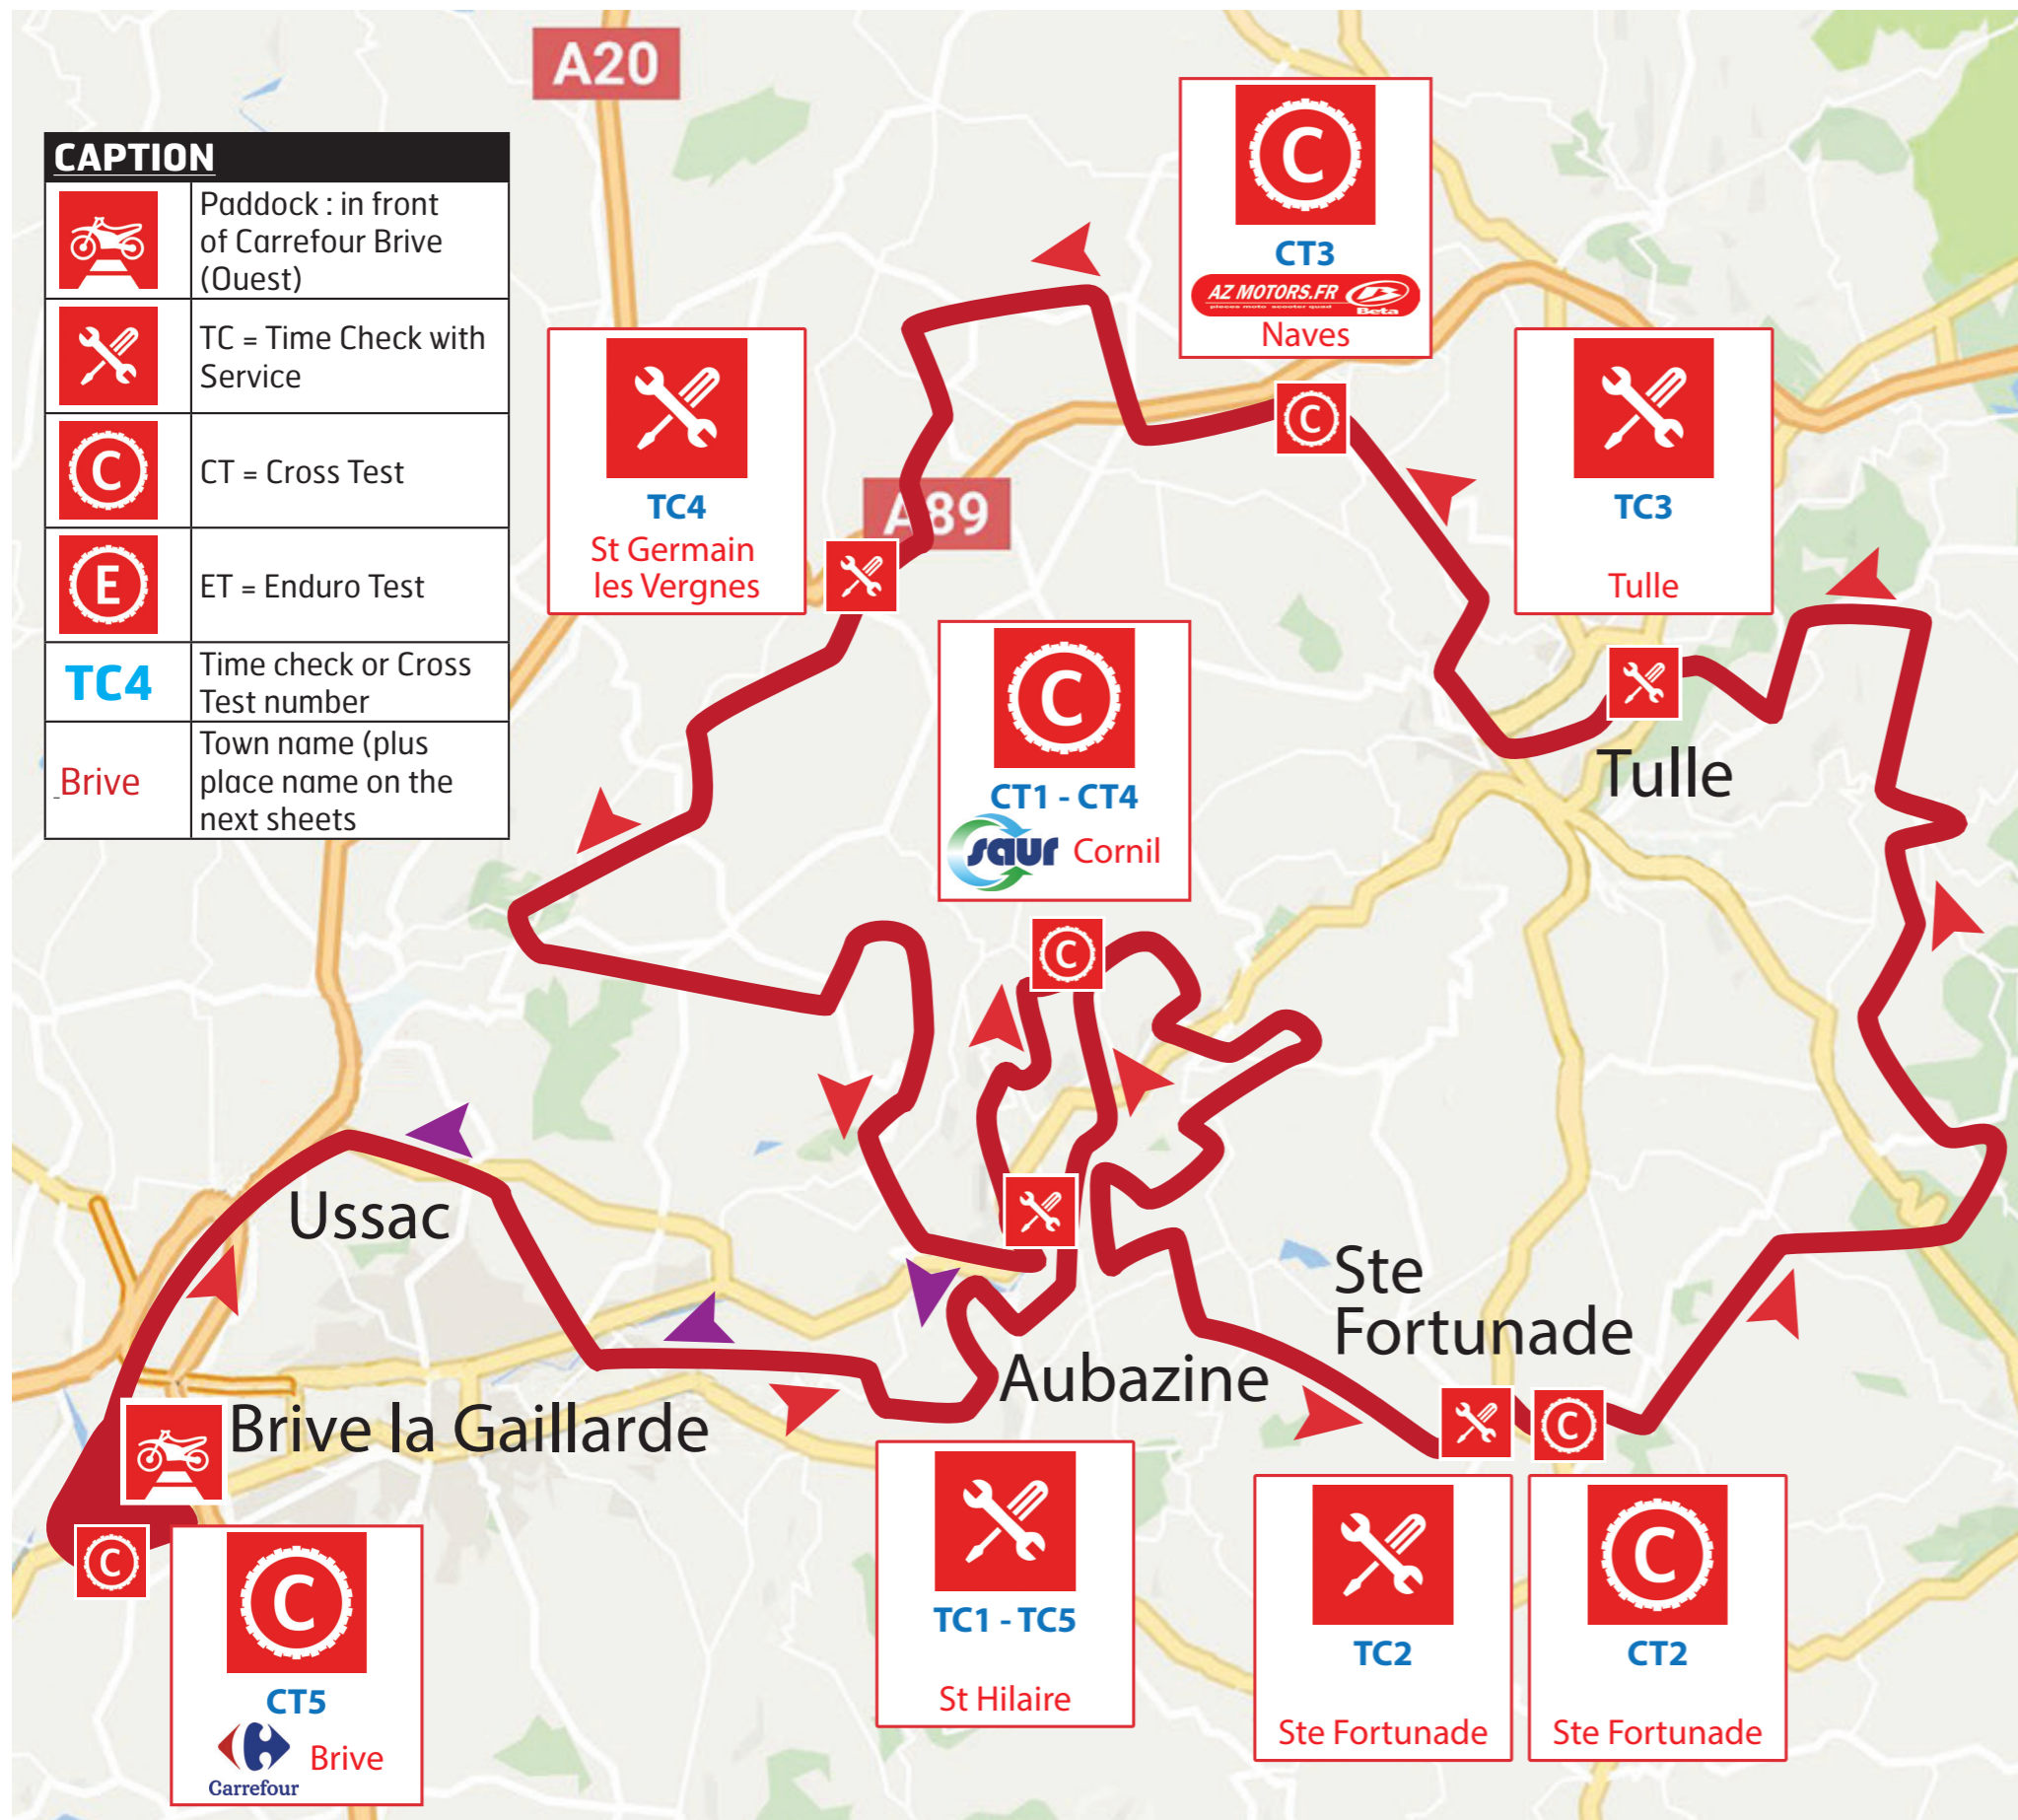 A20
CAPTION
Paddock : in front
of Carrefour Brive
(Ouest)
TC = Time Check with
Service
C
CT = Cross Test
E
ET = Enduro Test
TC4
Time check or Cross
Test number
Brive
Town name (plus
place name on the
next sheets
C
CT3
AZ MOTORS.FR
pieces moto scooter quad
Beta
Naves
C
TC4
St Germain
les Vergnes
A89
TC3
Tulle
Tulle
C
CT1 - CT4
saur
Cornil
C
Ussac
Ste
Fortunade
Aubazine
Brive la Gaillarde
C
C
C
CT5
Carrefour
Brive
TC1 - TC5
St Hilaire
TC2
Ste Fortunade
C
CT2
Ste Fortunade